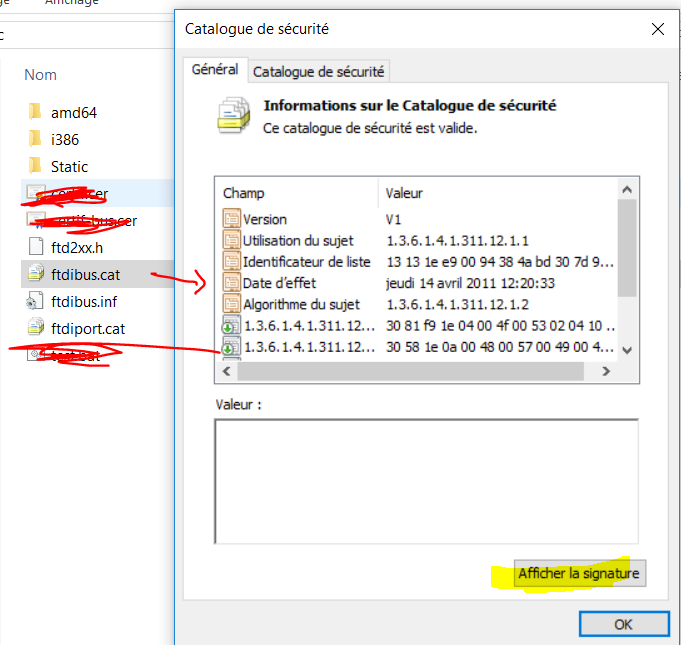 Affichage
Catalogue de sécurité
c
Nom
amd64
i386
Static
.cer
-bus.cer
ftd2xx.h
ftdibus.cat
ftdibus.inf
ftdiport.cat
Général
Catalogue de sécurité
Informations sur le Catalogue de sécurité
Ce catalogue de sécurité est valide.
Champ Valeur
Version V1
Utilisation du sujet 1.3.6.1.4.1.311.12.1.1
Identificateur de liste 13 13 1e e9 00 94 38 4a bd 30 7d 9...
Date d'effet jeudi 14 avril 2011 12:20:33
Algorithme du sujet 1.3.6.1.4.1.311.12.1.2
1.3.6.1.4.1.311.12... 30 81 f9 1e 04 00 4f 00 53 02 04 10 ...
1.3.6.1.4.1.311.12... 30 58 1e 0a 00 48 00 57 00 49 00 4...
Valeur :
Afficher la signature
OK